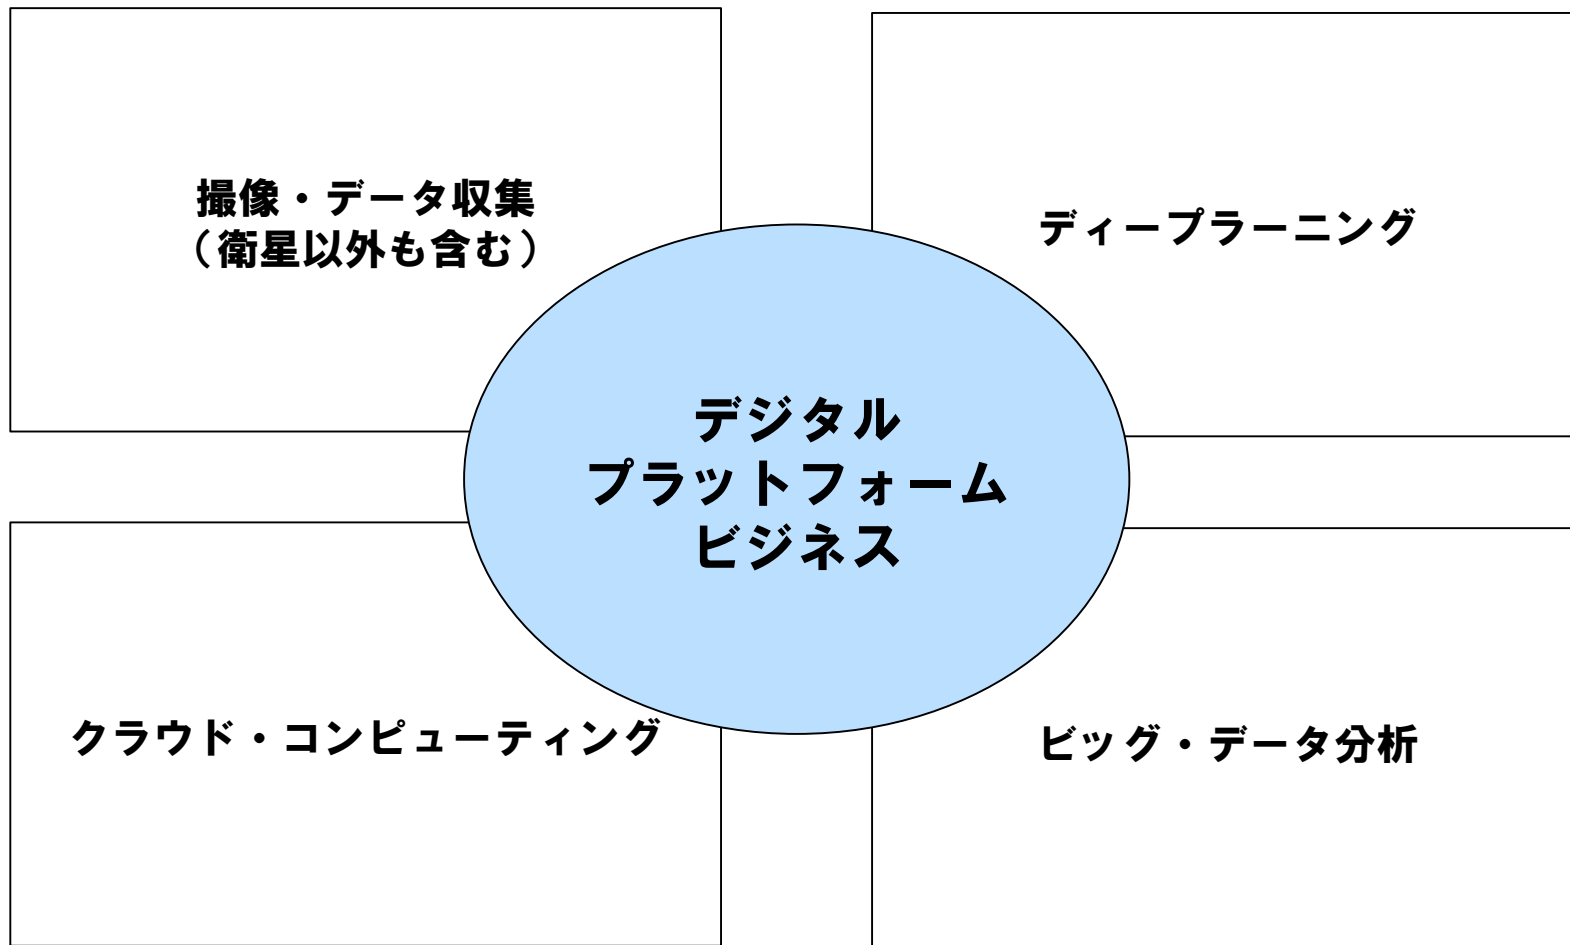 撮像・データ収集
（衛星以外も含む）
ディープラーニング
デジタル
プラットフォーム
ビジネス
クラウド・コンピューティング
ビッグ・データ分析